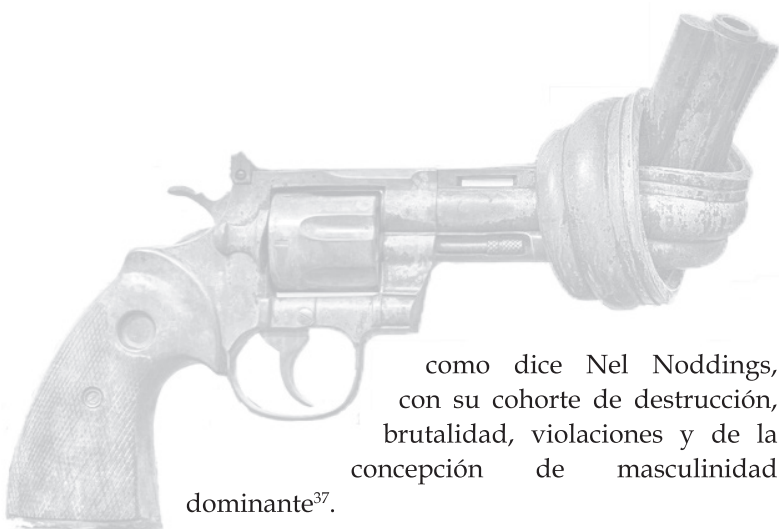 como dice Nel Noddings,
con su cohorte de destrucción,
brutalidad, violaciones y de la
concepción de masculinidad
dominante³⁷.